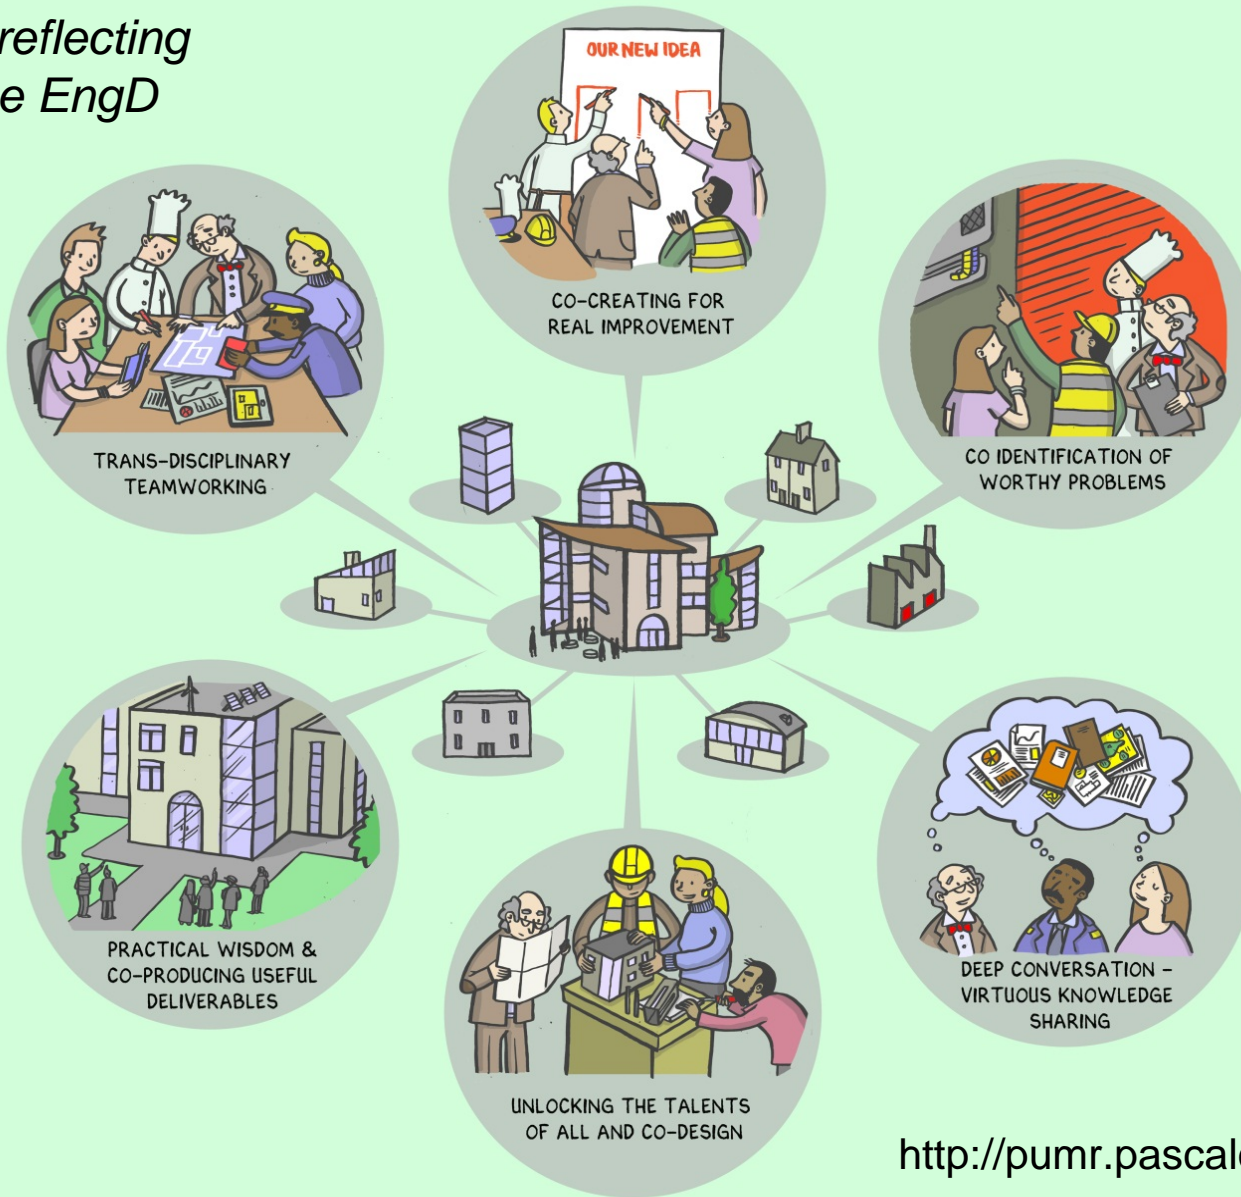 reflecting
e EngD
OUR NEW IDEA
CO-CREATING FOR
REAL IMPROVEMENT
TRANS-DISCIPLINARY
TEAMWORKING
CO IDENTIFICATION OF
WORTHY PROBLEMS
PRACTICAL WISDOM &
CO-PRODUCING USEFUL
DELIVERABLES
DEEP CONVERSATION -
VIRTUOUS KNOWLEDGE
SHARING
UNLOCKING THE TALENTS
OF ALL AND CO-DESIGN
http://pumr.pascal